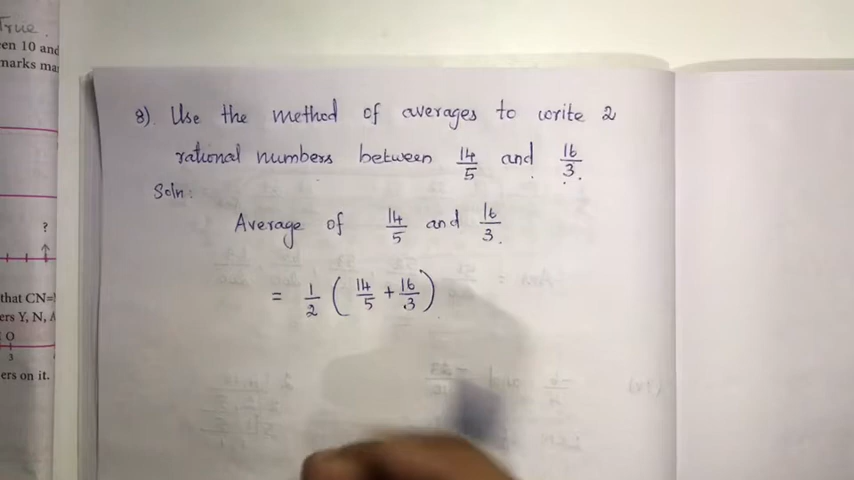 True.
en 10 and
marks ma
?
that CN=
ers Y, N, A
O
3
ers on it.
8). Use the method of averages to write 2
rational numbers between 14/5 and 16/3.
Soln:
Average of 14/5 and 16/3.
= 1/2 (14/5 + 16/3)